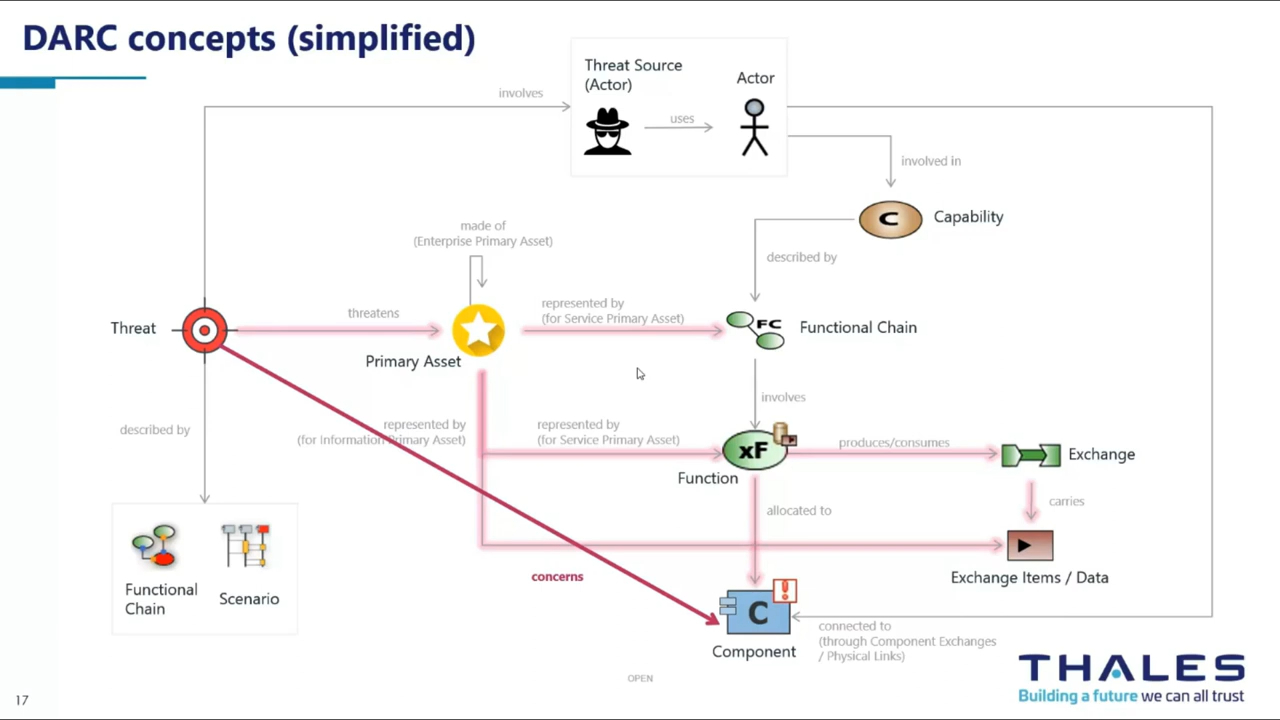 DARC concepts (simplified)
Threat Source
(Actor)
Actor
involves
uses
involved in
C
Capability
made of
(Enterprise Primary Asset)
described by
Threat
threatens
represented by
(for Service Primary Asset)
FC
Functional Chain
Primary Asset
involves
described by
represented by
(for Information Primary Asset)
represented by
(for Service Primary Asset)
xF
produces/consumes
Exchange
Function
allocated to
carries
Exchange Items / Data
Functional
Chain
Scenario
concerns
C
!
Component
connected to
(through Component Exchanges
/ Physical Links)
OPEN
17
THALES
Building a future we can all trust